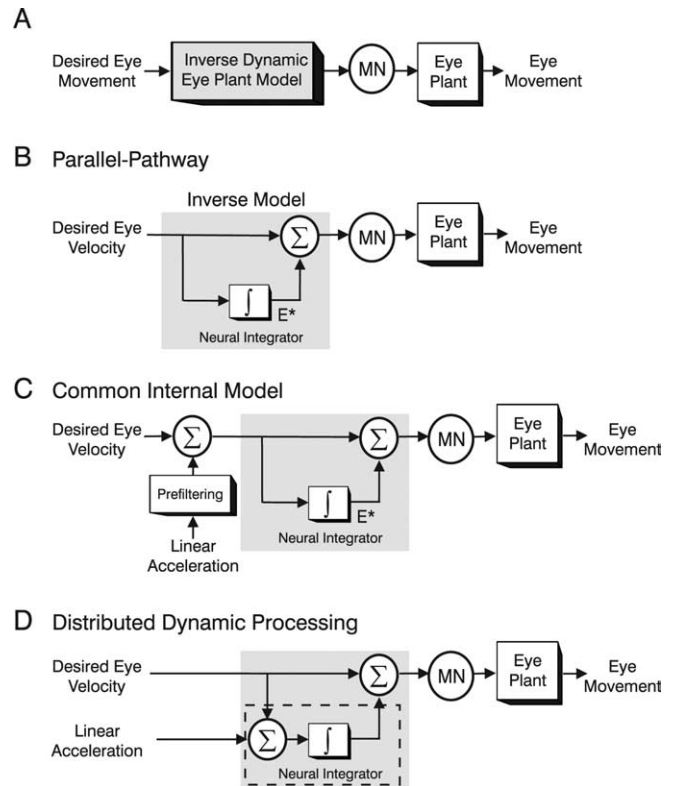 A
Desired Eye
Movement
Inverse Dynamic
Eye Plant Model
MN
Eye
Plant
Eye
Movement
B Parallel-Pathway
Inverse Model
Desired Eye
Velocity
Σ
MN
Eye
Plant
Eye
Movement
∫
E*
Neural Integrator
C Common Internal Model
Desired Eye
Velocity
Σ
Σ
MN
Eye
Plant
Eye
Movement
Prefiltering
∫
E*
Neural Integrator
Linear
Acceleration
D Distributed Dynamic Processing
Desired Eye
Velocity
Σ
MN
Eye
Plant
Eye
Movement
Linear
Acceleration
Σ
∫
Neural Integrator